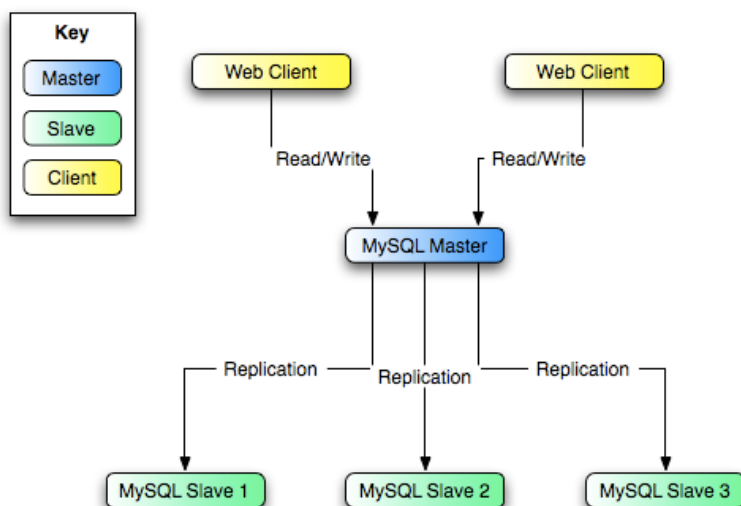 Key
Master
Slave
Client
Web Client
Web Client
Read/Write
Read/Write
MySQL Master
Replication
Replication
Replication
MySQL Slave 1
MySQL Slave 2
MySQL Slave 3